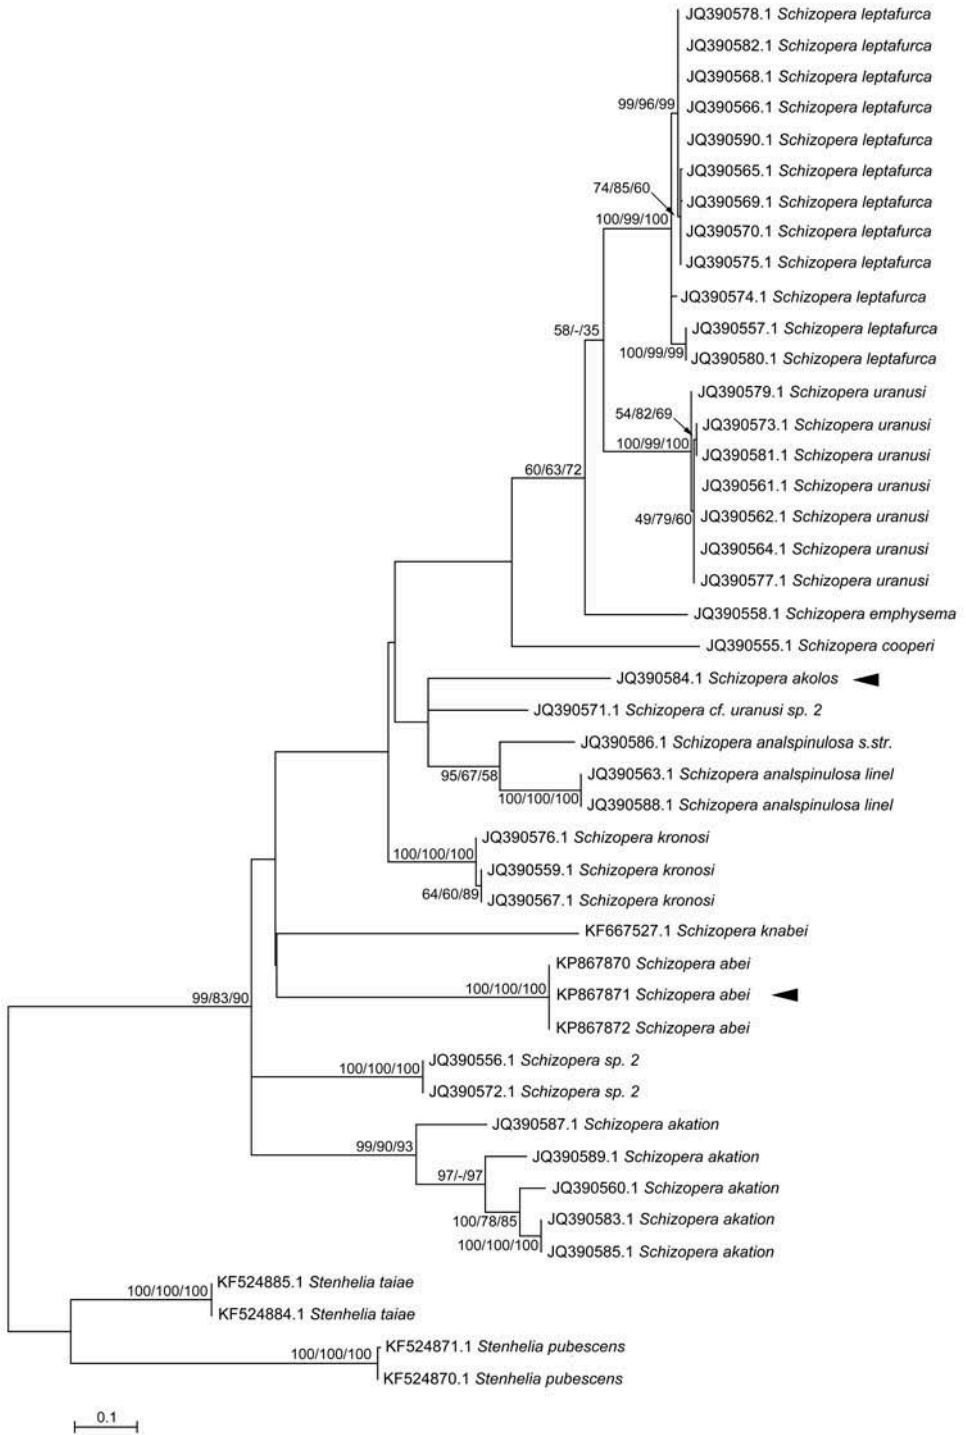 JQ390578.1 Schizopera leptafurca
JQ390582.1 Schizopera leptafurca
JQ390568.1 Schizopera leptafurca
99/96/99
JQ390566.1 Schizopera leptafurca
JQ390590.1 Schizopera leptafurca
JQ390565.1 Schizopera leptafurca
74/85/60
JQ390569.1 Schizopera leptafurca
100/99/100
JQ390570.1 Schizopera leptafurca
JQ390575.1 Schizopera leptafurca
JQ390574.1 Schizopera leptafurca
58/-/35
JQ390557.1 Schizopera leptafurca
100/99/99
JQ390580.1 Schizopera leptafurca
JQ390579.1 Schizopera uranusi
54/82/69
JQ390573.1 Schizopera uranusi
100/99/100
JQ390581.1 Schizopera uranusi
60/63/72
JQ390561.1 Schizopera uranusi
49/79/60
JQ390562.1 Schizopera uranusi
JQ390564.1 Schizopera uranusi
JQ390577.1 Schizopera uranusi
JQ390558.1 Schizopera emphysema
JQ390555.1 Schizopera cooperi
JQ390584.1 Schizopera akolos
JQ390571.1 Schizopera cf. uranusi sp. 2
JQ390586.1 Schizopera analspinulosa s.str.
95/67/58
JQ390563.1 Schizopera analspinulosa linel
100/100/100
JQ390588.1 Schizopera analspinulosa linel
JQ390576.1 Schizopera kronosi
100/100/100
JQ390559.1 Schizopera kronosi
64/60/89
JQ390567.1 Schizopera kronosi
KF667527.1 Schizopera knabei
KP867870 Schizopera abei
100/100/100
KP867871 Schizopera abei
99/83/90
KP867872 Schizopera abei
JQ390556.1 Schizopera sp. 2
100/100/100
JQ390572.1 Schizopera sp. 2
JQ390587.1 Schizopera akation
99/90/93
JQ390589.1 Schizopera akation
97/-/97
JQ390560.1 Schizopera akation
100/78/85
JQ390583.1 Schizopera akation
100/100/100
JQ390585.1 Schizopera akation
KF524885.1 Stenhelia taiae
100/100/100
KF524884.1 Stenhelia taiae
KF524871.1 Stenhelia pubescens
100/100/100
KF524870.1 Stenhelia pubescens
0.1